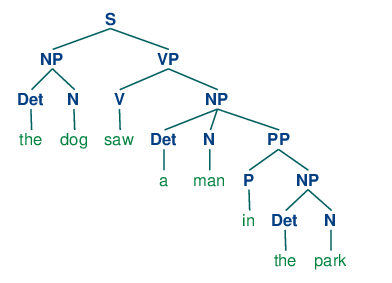 S
NP VP
Det N V NP
the dog saw Det N PP
a man P NP
in Det N
the park